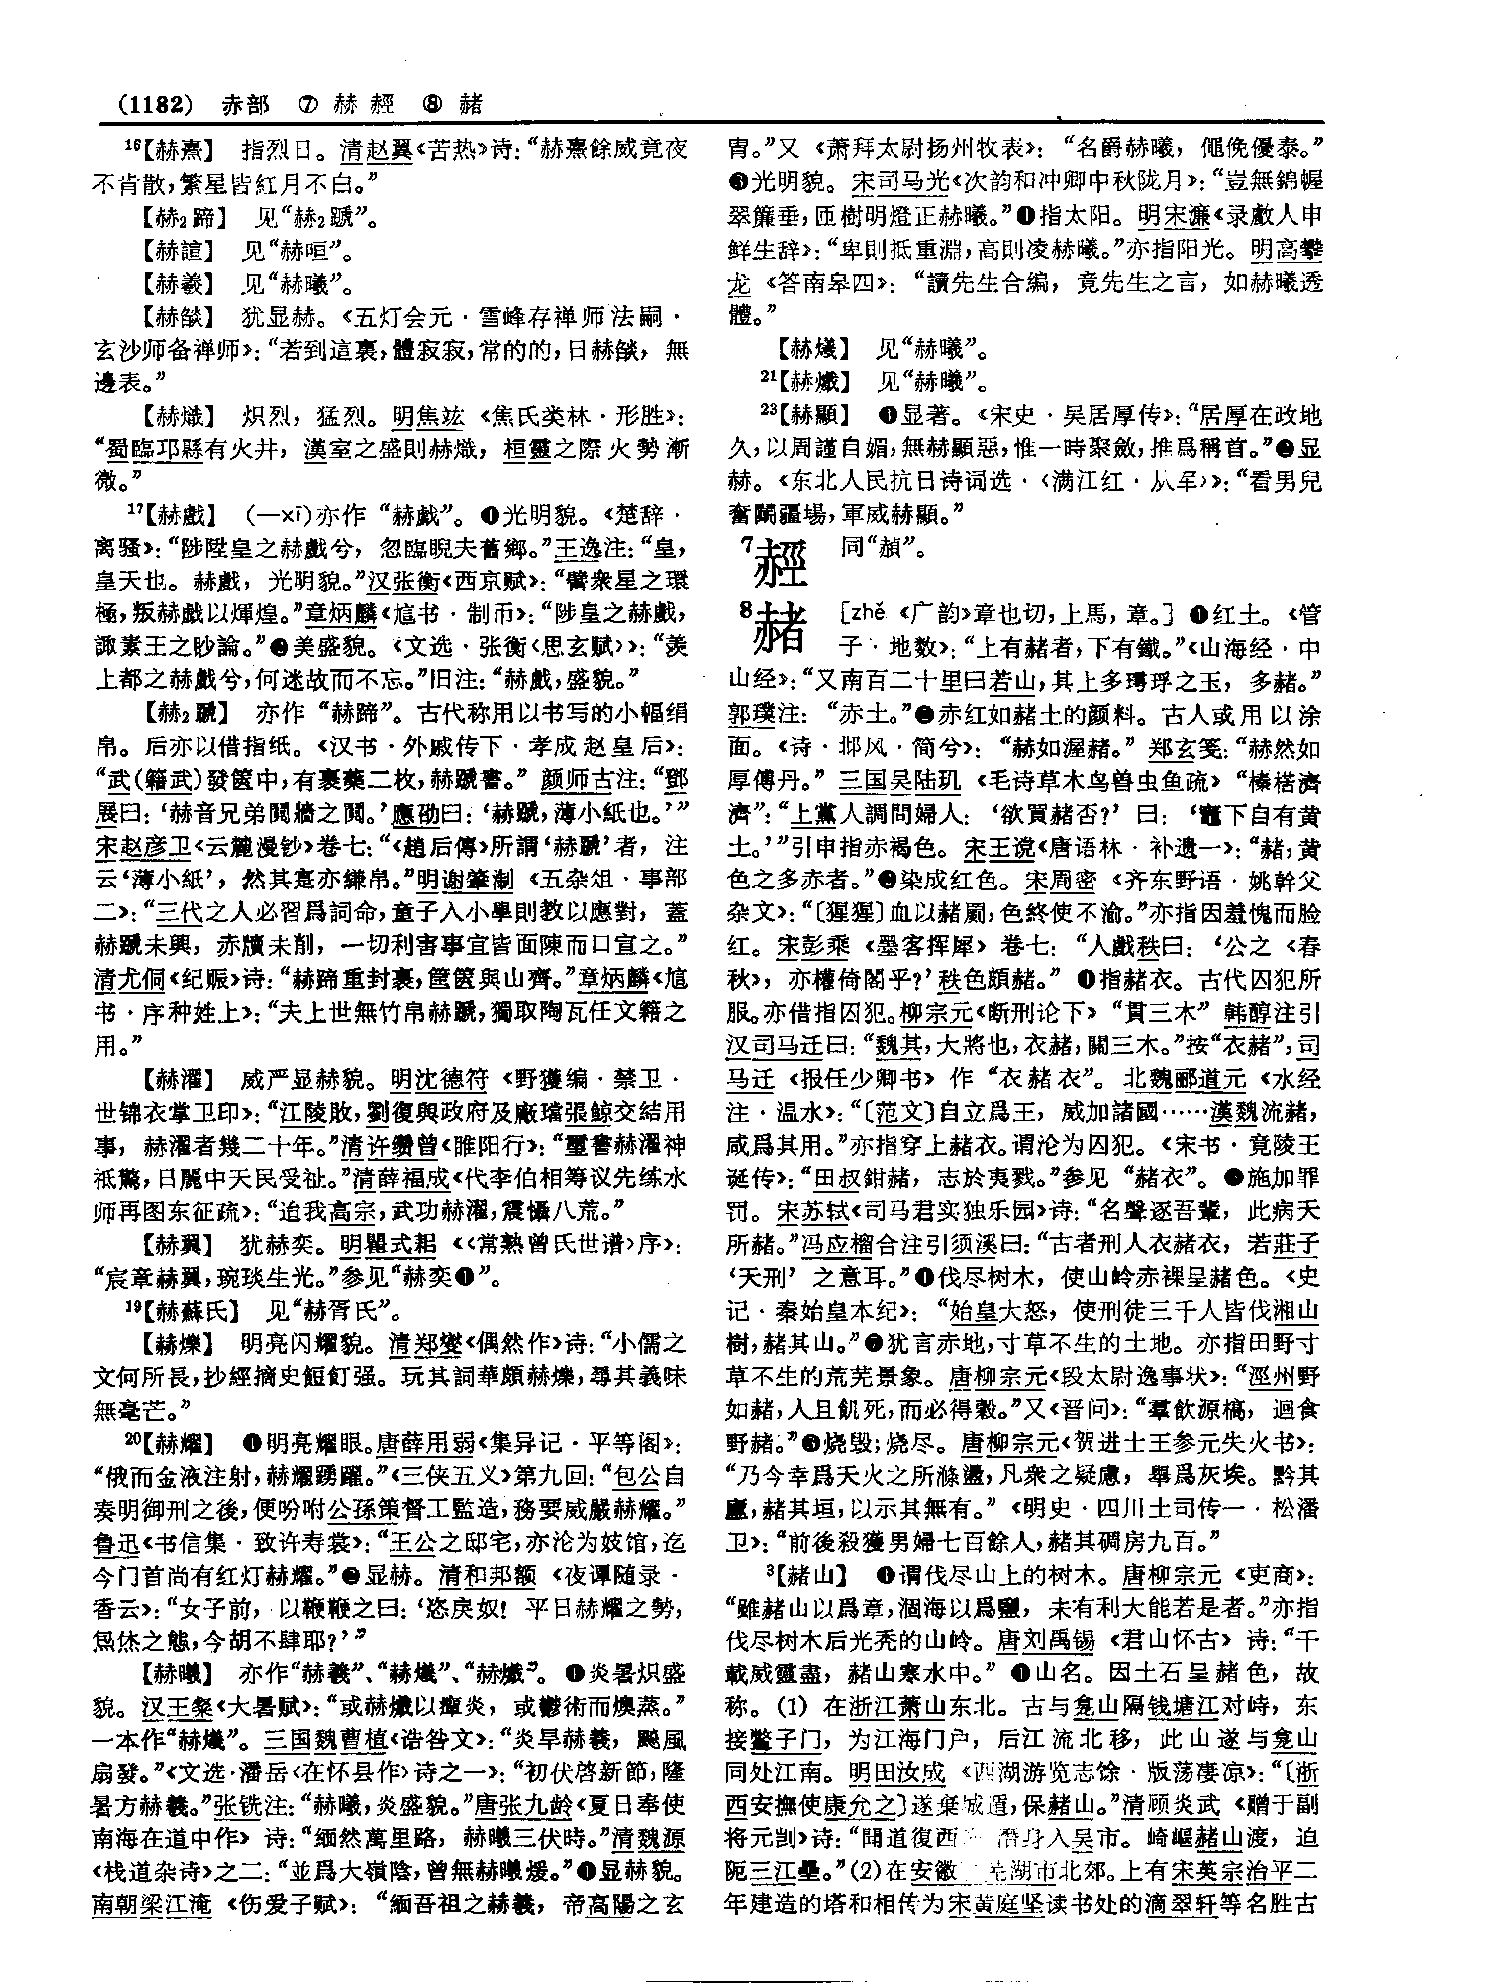 (1182) 赤部 ⑦ 赫 䞓 ⑧ 赭
16【赫熹】 指烈日。清赵翼《苦热》诗：“赫熹餘威竟夜
不肯散，繁星皆紅月不白。”
【赫₂蹄】 见“赫₂蹏”。
【赫諠】 见“赫咺”。
【赫羲】 见“赫曦”。
【赫燄】 犹显赫。《五灯会元·雪峰存禅师法嗣·
玄沙师备禅师》：“若到這裏，體寂寂，常的的，日赫燄，無
邊表。”
【赫熾】 炽烈，猛烈。明焦竑《焦氏类林·形胜》：
“蜀臨邛縣有火井，漢室之盛則赫熾，桓靈之際火勢漸
微。”
17【赫戲】 （—xī）亦作“赫戯”。❶光明貌。《楚辞·
离骚》：“陟陞皇之赫戲兮，忽臨睨夫舊鄉。”王逸注：“皇，
皇天也。赫戲，光明貌。”汉张衡《西京赋》：“譬衆星之環
極，叛赫戲以煇煌。”章炳麟《訄书·制币》：“陟皇之赫戲，
諏素王之眇論。”❷美盛貌。《文选·张衡〈思玄赋〉》：“羡
上都之赫戲兮，何迷故而不忘。”旧注：“赫戲，盛貌。”
【赫₂蹏】 亦作“赫蹄”。古代称用以书写的小幅绢
帛。后亦以借指纸。《汉书·外戚传下·孝成赵皇后》：
“武（籍武）發篋中，有裹藥二枚，赫蹏書。”颜师古注：“鄧
展曰：‘赫音兄弟鬩牆之鬩。’應劭曰：‘赫蹏，薄小紙也。’”
宋赵彦卫《云麓漫钞》卷七：“《趙后傳》所謂‘赫蹏’者，注
云‘薄小紙’，然其寔亦縑帛。”明谢肇淛《五杂俎·事部
二》：“三代之人必習爲詞命，童子入小學則教以應對，蓋
赫蹏未興，赤牘未削，一切利害事宜皆面陳而口宣之。”
清尤侗《纪赈》诗：“赫蹄重封裹，筐篋與山齊。”章炳麟《訄
书·序种姓上》：“夫上世無竹帛赫蹏，獨取陶瓦任文籍之
用。”
【赫濯】 威严显赫貌。明沈德符《野獲编·禁卫·
世锦衣掌卫印》：“江陵敗，劉復與政府及廠璫張鯨交結用
事，赫濯者幾二十年。”清许缵曾《睢阳行》：“璽書赫濯神
祇驚，日麗中天民受祉。”清薛福成《代李伯相筹议先练水
师再图东征疏》：“迨我高宗，武功赫濯，震懾八荒。”
【赫翼】 犹赫奕。明瞿式耜《〈常熟曾氏世谱〉序》：
“宸章赫翼，琬琰生光。”参见“赫奕❶”。
19【赫蘇氏】 见“赫胥氏”。
【赫爍】 明亮闪耀貌。清郑燮《偶然作》诗：“小儒之
文何所長，抄經摘史餖飣强。玩其詞華頗赫爍，尋其義味
無毫芒。”
20【赫耀】 ❶明亮耀眼。唐薛用弱《集异记·平等阁》：
“俄而金液注射，赫耀踴躍。”《三侠五义》第九回：“包公自
奏明御刑之後，便吩咐公孫策督工監造，務要威嚴赫耀。”
鲁迅《书信集·致许寿裳》：“王公之邸宅，亦沦为妓馆，迄
今门首尚有红灯赫耀。”❷显赫。清和邦额《夜谭随录·
香云》：“女子前，以鞭鞭之曰：‘恣戾奴！平日赫耀之勢，
炰烋之態，今胡不肆耶？’”
【赫曦】 亦作“赫羲”、“赫爔”、“赫爔”。❶炎暑炽盛
貌。汉王粲《大暑赋》：“或赫爔以癉炎，或鬱術而燠蒸。”
一本作“赫爔”。三国魏曹植《诰咎文》：“炎旱赫羲，飈風
扇發。”《文选·潘岳〈在怀县作〉诗之一》：“初伏啓新節，隆
暑方赫羲。”张铣注：“赫曦，炎盛貌。”唐张九龄《夏日奉使
南海在道中作》诗：“緬然萬里路，赫曦三伏時。”清魏源
《栈道杂诗》之二：“並爲大嶺陰，曾無赫曦煖。”❷显赫貌。
南朝梁江淹《伤爱子赋》：“緬吾祖之赫羲，帝高陽之玄
胄。”又《萧拜太尉扬州牧表》：“名爵赫曦，僶俛優泰。”
❸光明貌。宋司马光《次韵和冲卿中秋陇月》：“豈無錦幄
翠簾垂，匝樹明燈正赫曦。”❹指太阳。明宋濂《录歊人申
鲜生辞》：“卑則抵重淵，高則凌赫曦。”亦指阳光。明高攀
龙《答南皋四》：“讀先生合編，竟先生之言，如赫曦透
體。”
【赫爔】 见“赫曦”。
21【赫爔】 见“赫曦”。
23【赫顯】 ❶显著。《宋史·吴居厚传》：“居厚在政地
久，以周謹自媚，無赫顯惡，惟一時聚斂，推爲稱首。”❷显
赫。《东北人民抗日诗词选·〈满江红·从军〉》：“看男兒
奮鬭疆場，軍威赫顯。”
7䞓 同“赬”。
8赭 ［zhě《广韵》章也切，上馬，章。］❶红土。《管
子·地数》：“上有赭者，下有鐵。”《山海经·中
山经》：“又南百二十里曰若山，其上多㻬琈之玉，多赭。”
郭璞注：“赤土。”❷赤红如赭土的颜料。古人或用以涂
面。《诗·邶风·简兮》：“赫如渥赭。”郑玄笺：“赫然如
厚傅丹。”三国吴陆玑《毛诗草木鸟兽虫鱼疏》“榛楛濟
濟”：“上黨人調問婦人：‘欲買赭否？’曰：‘竈下自有黄
土。’”引申指赤褐色。宋王谠《唐语林·补遗一》：“赭，黄
色之多赤者。”❸染成红色。宋周密《齐东野语·姚幹父
杂文》：“〔猩猩〕血以赭罽，色終使不渝。”亦指因羞愧而脸
红。宋彭乘《墨客挥犀》卷七：“人戲秩曰：‘公之《春
秋》，亦權倚閣乎？’秩色頗赭。”❹指赭衣。古代囚犯所
服。亦借指囚犯。柳宗元《断刑论下》“貫三木”韩醇注引
汉司马迁曰：“魏其，大將也，衣赭，關三木。”按“衣赭”，司
马迁《报任少卿书》作“衣赭衣”。北魏郦道元《水经
注·温水》：“〔范文〕自立爲王，威加諸國……漢魏流赭，
咸爲其用。”亦指穿上赭衣。谓沦为囚犯。《宋书·竟陵王
诞传》：“田叔鉗赭，志於夷戮。”参见“赭衣”。❺施加罪
罚。宋苏轼《司马君实独乐园》诗：“名聲逐吾輩，此病天
所赭。”冯应榴合注引须溪曰：“古者刑人衣赭衣，若莊子
‘天刑’之意耳。”❻伐尽树木，使山岭赤裸呈赭色。《史
记·秦始皇本纪》：“始皇大怒，使刑徒三千人皆伐湘山
樹，赭其山。”❼犹言赤地，寸草不生的土地。亦指田野寸
草不生的荒芜景象。唐柳宗元《段太尉逸事状》：“涇州野
如赭，人且飢死，而必得穀。”又《晋问》：“羣飲源槁，迴食
野赭。”❽烧毁；烧尽。唐柳宗元《贺进士王参元失火书》：
“乃今幸爲天火之所滌盪，凡衆之疑慮，舉爲灰埃。黔其
廬，赭其垣，以示其無有。”《明史·四川土司传一·松潘
卫》：“前後殺獲男婦七百餘人，赭其碉房九百。”
3【赭山】 ❶谓伐尽山上的树木。唐柳宗元《吏商》：
“雖赭山以爲章，涸海以爲鹽，未有利大能若是者。”亦指
伐尽树木后光秃的山岭。唐刘禹锡《君山怀古》诗：“千
載威靈盡，赭山寒水中。”❷山名。因土石呈赭色，故
称。(1)在浙江萧山东北。古与龛山隔钱塘江对峙，东
接鳖子门，为江海门户，后江流北移，此山遂与龛山
同处江南。明田汝成《西湖游览志馀·版荡凄凉》：“〔浙
西安撫使康允之〕遂棄城遁，保赭山。”清顾炎武《赠于副
将元剀》诗：“聞道復西 潛身入吴市。崎嶇赭山渡，迫
阨三江壘。”(2)在安徽 芜湖市北郊。上有宋英宗治平二
年建造的塔和相传为宋黄庭坚读书处的滴翠轩等名胜古